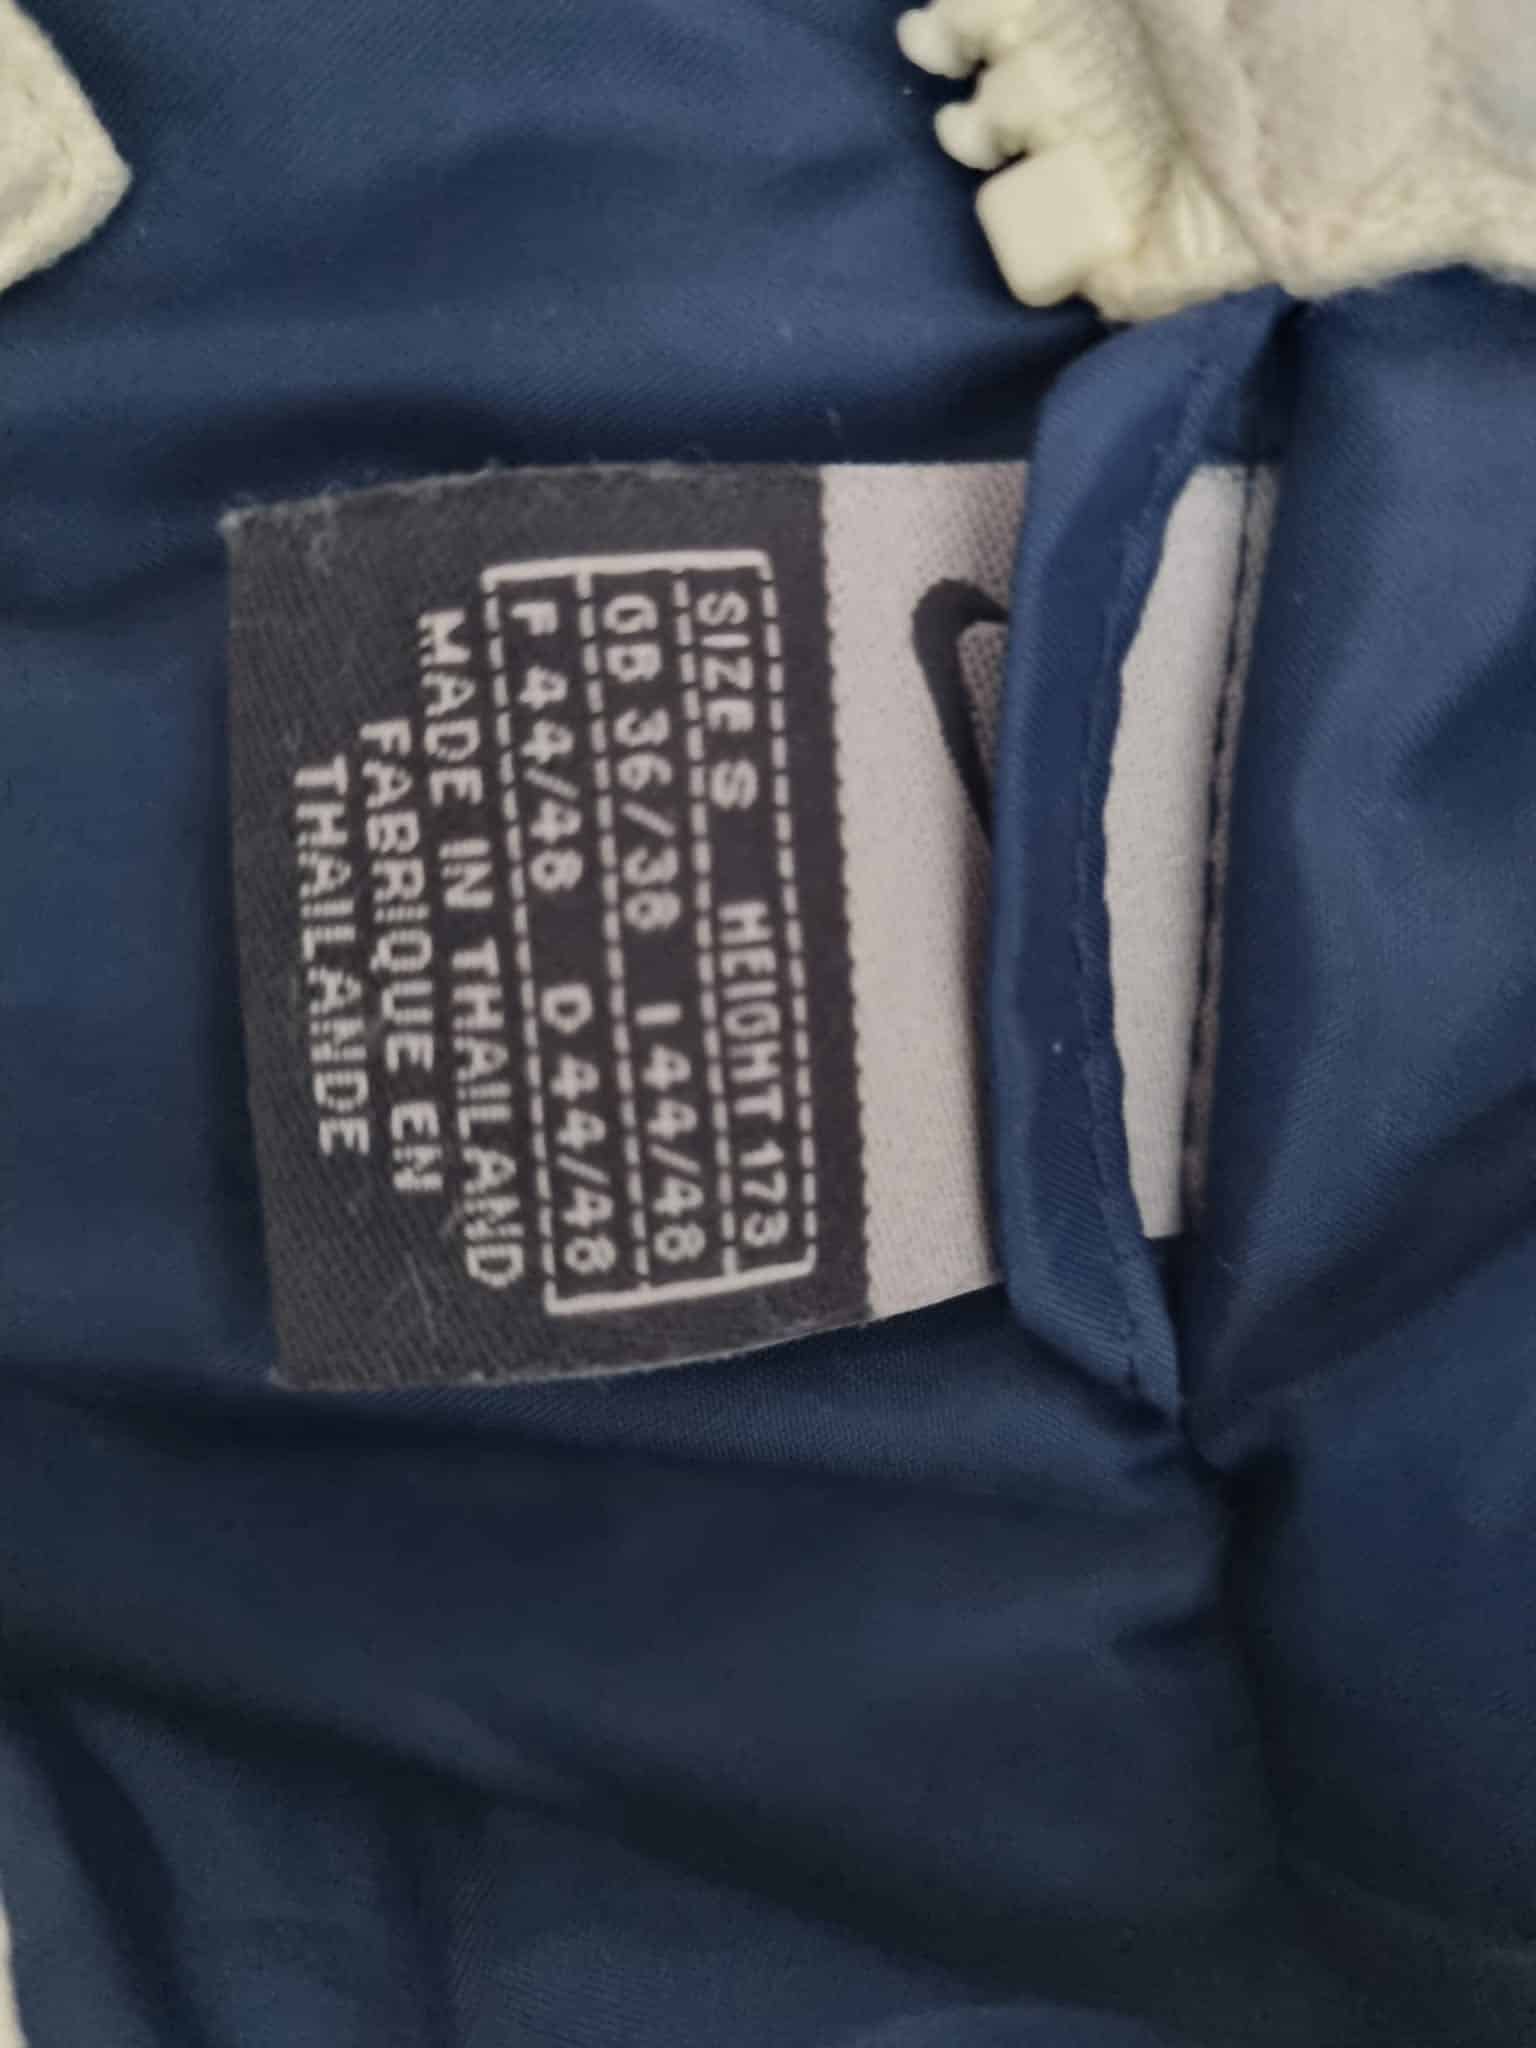 SIZE S HEIGHT 173
GB 36/38 I 44/48
F 44/48 D 44/48
MADE IN THAILAND
FABRIQUE EN
THAILANDE